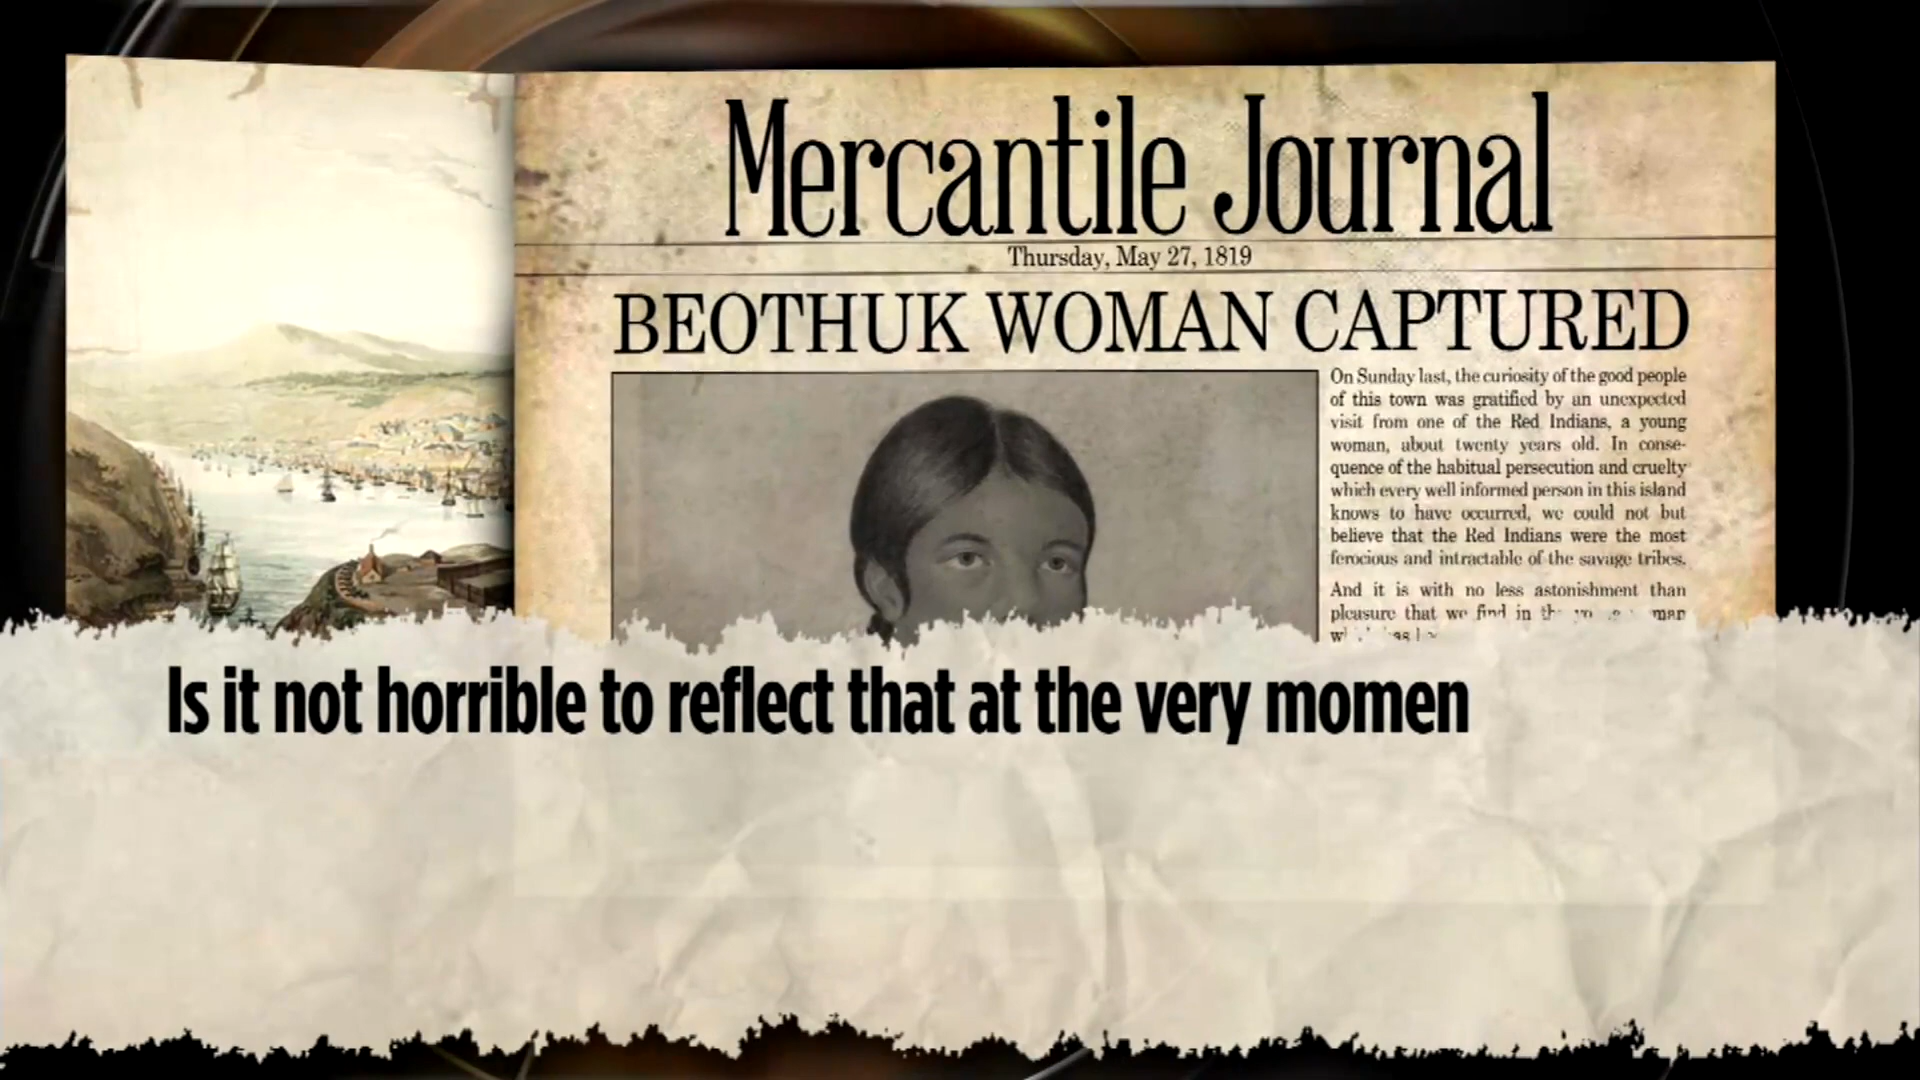 Mercantile Journal
Thursday, May 27, 1819
BEOTHUK WOMAN CAPTURED
On Sunday last, the curiosity of the good people
of this town was gratified by an unexpected
visit from one of the Red Indians, a young
woman, about twenty years old. In conse-
quence of the habitual persecution and cruelty
which every well informed person in this island
knows to have occurred, we could not but
believe that the Red Indians were the most
ferocious and intractable of the savage tribes.
And it is with no less astonishment than
pleasure that we find in
Is it not horrible to reflect that at the very momen